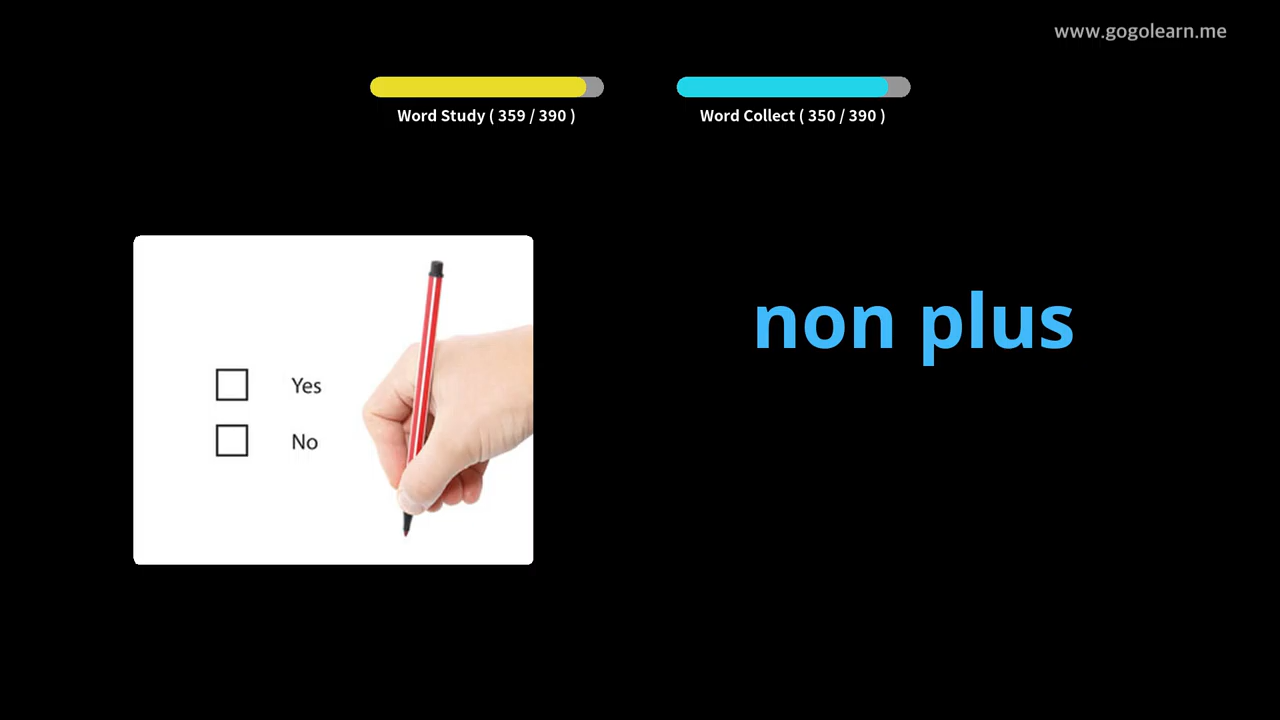 www.gogolearn.me
Word Study ( 359 / 390 )
Word Collect ( 350 / 390 )
Yes
No
non plus